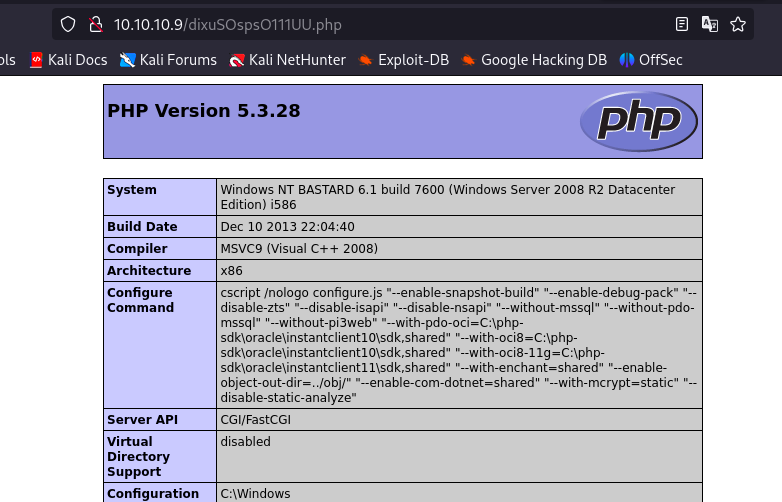 10.10.10.9/dixuSOspsO111UU.php
ols Kali Docs Kali Forums Kali NetHunter Exploit-DB Google Hacking DB OffSec
PHP Version 5.3.28
php
System Windows NT BASTARD 6.1 build 7600 (Windows Server 2008 R2 Datacenter
Edition) i586
Build Date Dec 10 2013 22:04:40
Compiler MSVC9 (Visual C++ 2008)
Architecture x86
Configure
Command
cscript /nologo configure.js "--enable-snapshot-build" "--enable-debug-pack" "--
disable-zts" "--disable-isapi" "--disable-nsapi" "--without-mssql" "--without-pdo-
mssql" "--without-pi3web" "--with-pdo-oci=C:\php-
sdk\oracle\instantclient10\sdk,shared" "--with-oci8=C:\php-
sdk\oracle\instantclient10\sdk,shared" "--with-oci8-11g=C:\php-
sdk\oracle\instantclient11\sdk,shared" "--with-enchant=shared" "--enable-
object-out-dir=../obj/" "--enable-com-dotnet=shared" "--with-mcrypt=static" "--
disable-static-analyze"
Server API CGI/FastCGI
Virtual
Directory
Support
disabled
Configuration C:\Windows